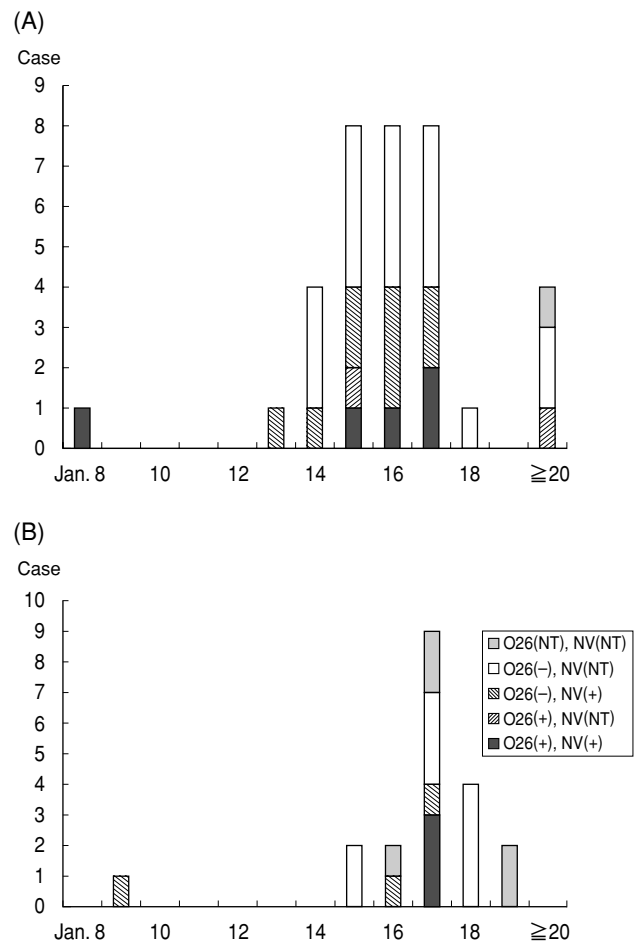 (A)
Case
9
8
7
6
5
4
3
2
1
0
Jan. 8 10 12 14 16 18 ≧20
(B)
Case
10
9
8
7
6
5
4
3
2
1
0
O26(NT), NV(NT)
O26(–), NV(NT)
O26(–), NV(+)
O26(+), NV(NT)
O26(+), NV(+)
Jan. 8 10 12 14 16 18 ≧20